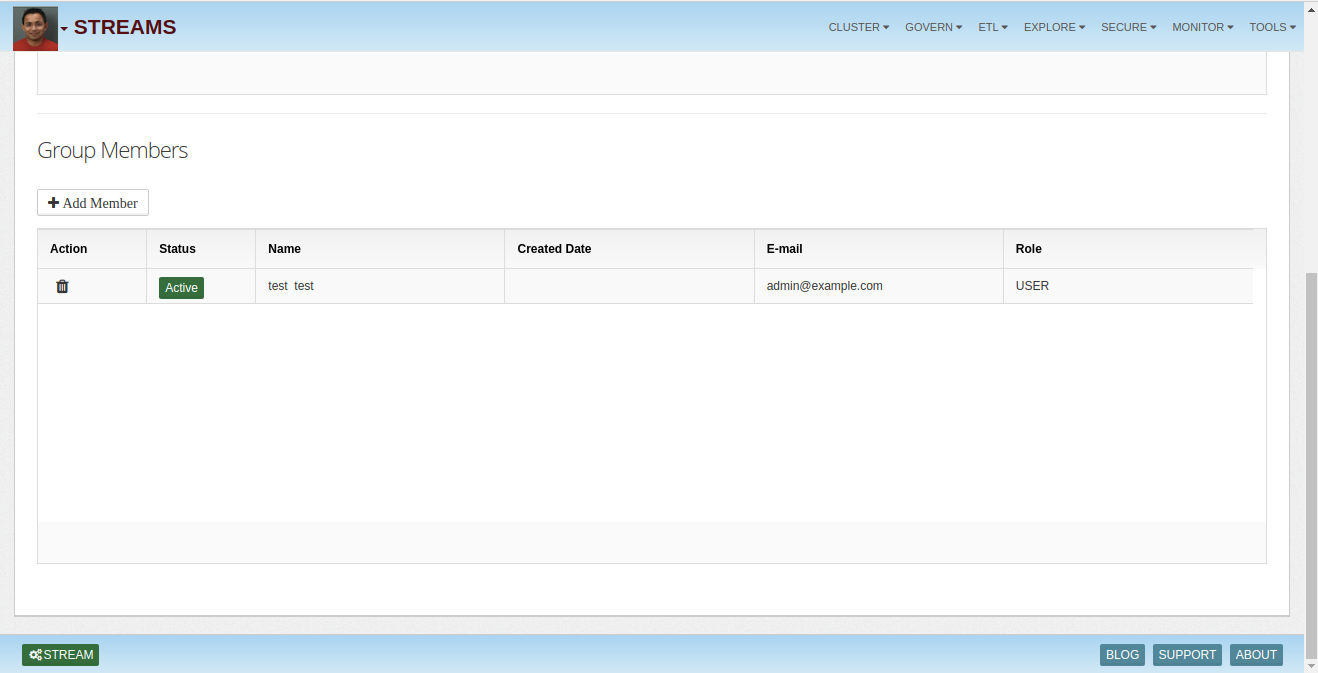 STREAMS CLUSTER GOVERN ETL EXPLORE SECURE MONITOR TOOLS
Group Members
Add Member
Action Status Name Created Date E-mail Role
Active test test admin@example.com USER
STREAM BLOG SUPPORT ABOUT